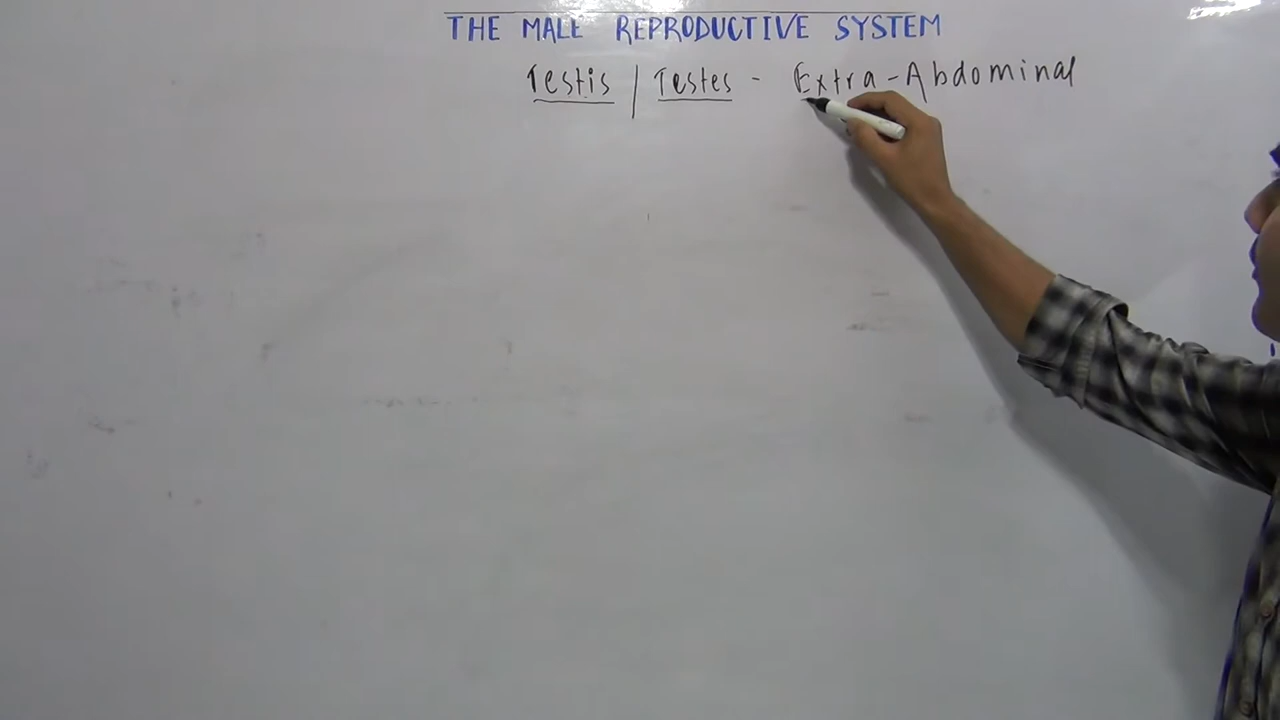 THE MALE REPRODUCTIVE SYSTEM
Testis / Testes - Extra-Abdominal